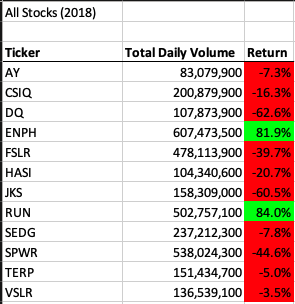 All Stocks (2018)
Ticker Total Daily Volume Return
AY 83,079,900 -7.3%
CSIQ 200,879,900 -16.3%
DQ 107,873,900 -62.6%
ENPH 607,473,500 81.9%
FSLR 478,113,900 -39.7%
HASI 104,340,600 -20.7%
JKS 158,309,000 -60.5%
RUN 502,757,100 84.0%
SEDG 237,212,300 -7.8%
SPWR 538,024,300 -44.6%
TERP 151,434,700 -5.0%
VSLR 136,539,100 -3.5%